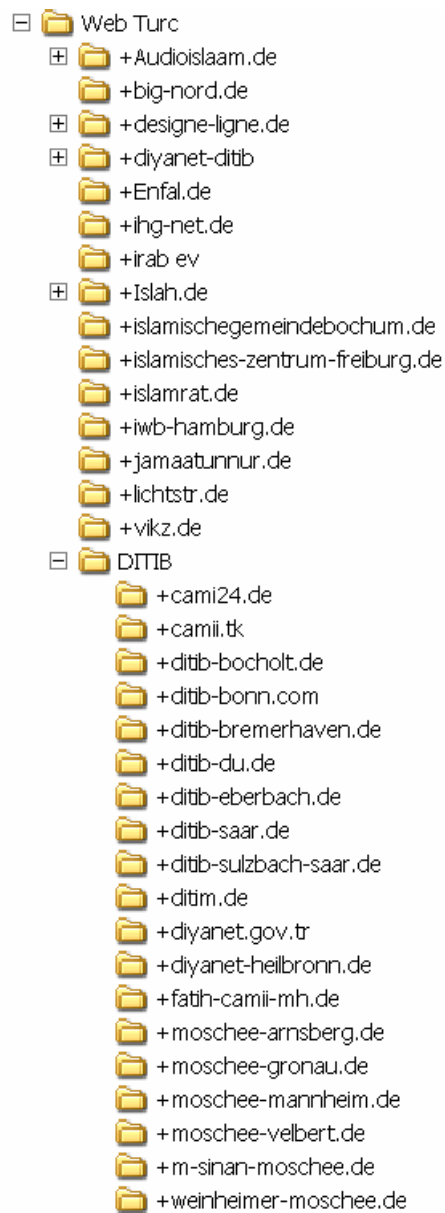 Web Turc
+Audioislaam.de
+big-nord.de
+designe-ligne.de
+diyanet-ditib
+Enfal.de
+ihg-net.de
+irab ev
+Islah.de
+islamischegemeindebochum.de
+islamisches-zentrum-freiburg.de
+islamrat.de
+iwb-hamburg.de
+jamaatunnur.de
+lichtstr.de
+vikz.de
DITIB
+cami24.de
+camii.tk
+ditib-bocholt.de
+ditib-bonn.com
+ditib-bremerhaven.de
+ditib-du.de
+ditib-eberbach.de
+ditib-saar.de
+ditib-sulzbach-saar.de
+ditim.de
+diyanet.gov.tr
+diyanet-heilbronn.de
+fatih-camii-mh.de
+moschee-arnsberg.de
+moschee-gronau.de
+moschee-mannheim.de
+moschee-velbert.de
+m-sinan-moschee.de
+weinheimer-moschee.de